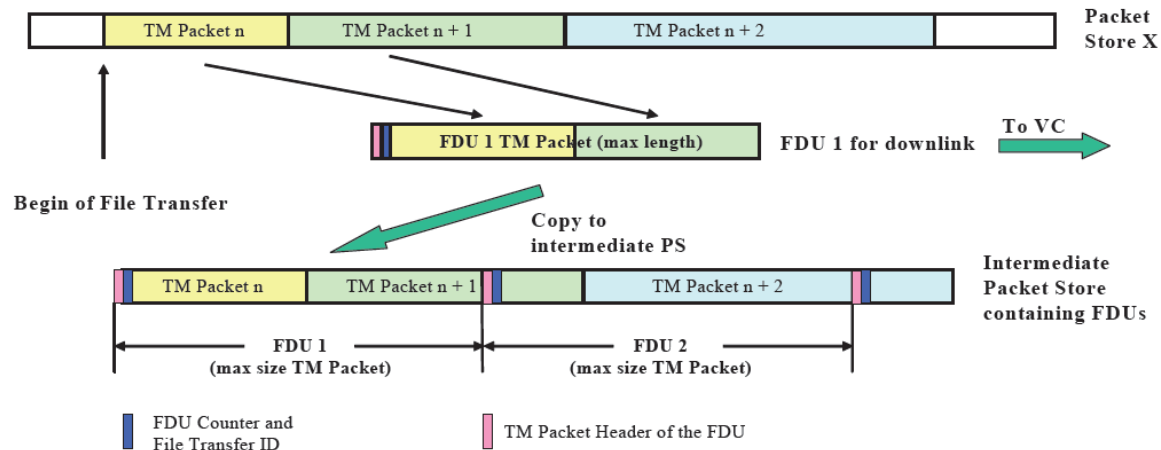 TM Packet n
TM Packet n + 1
TM Packet n + 2
Packet
Store X
FDU 1 TM Packet (max length)
FDU 1 for downlink
To VC
Begin of File Transfer
Copy to
intermediate PS
TM Packet n
TM Packet n + 1
TM Packet n + 2
Intermediate
Packet Store
containing FDUs
FDU 1
(max size TM Packet)
FDU 2
(max size TM Packet)
FDU Counter and
File Transfer ID
TM Packet Header of the FDU